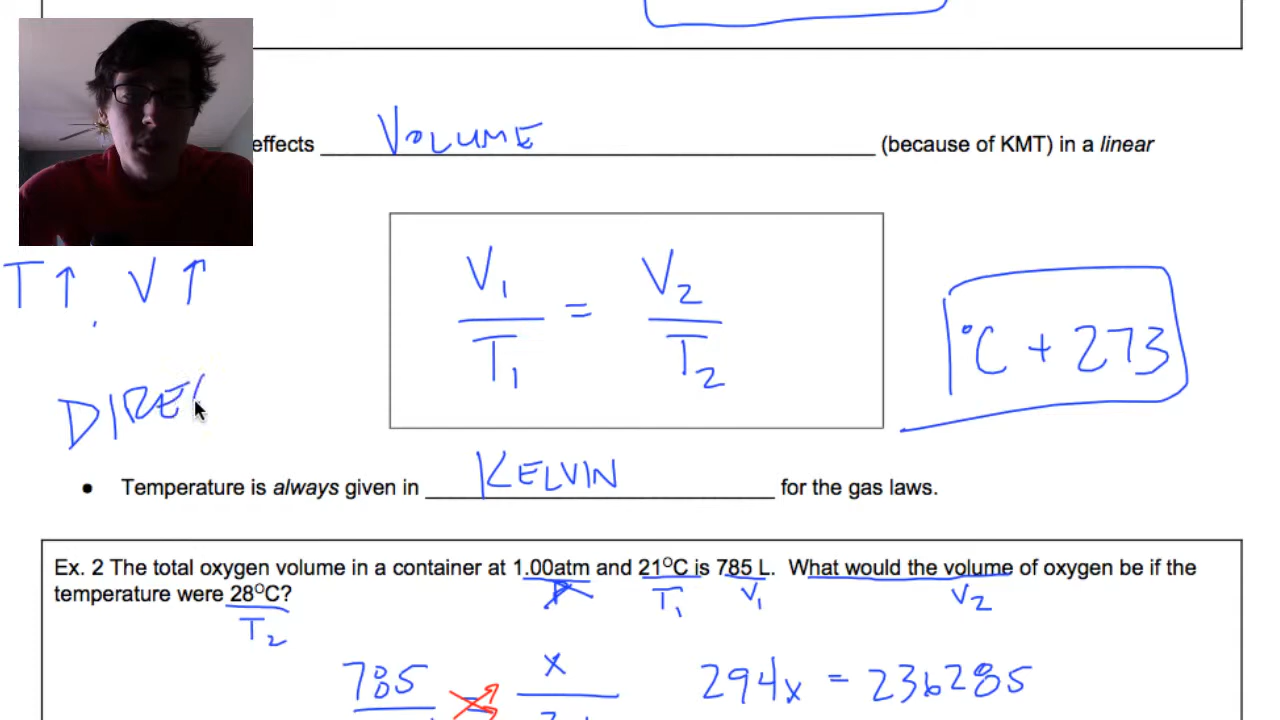 effects VOLUME (because of KMT) in a linear
T↑ V↑
V1 = V2
T1 T2
°C + 273
DIREC
• Temperature is always given in KELVIN for the gas laws.
Ex. 2 The total oxygen volume in a container at 1.00atm and 21°C is 785 L. What would the volume of oxygen be if the
P T1 V1 V2
temperature were 28°C?
T2
785 = x 294x = 236285